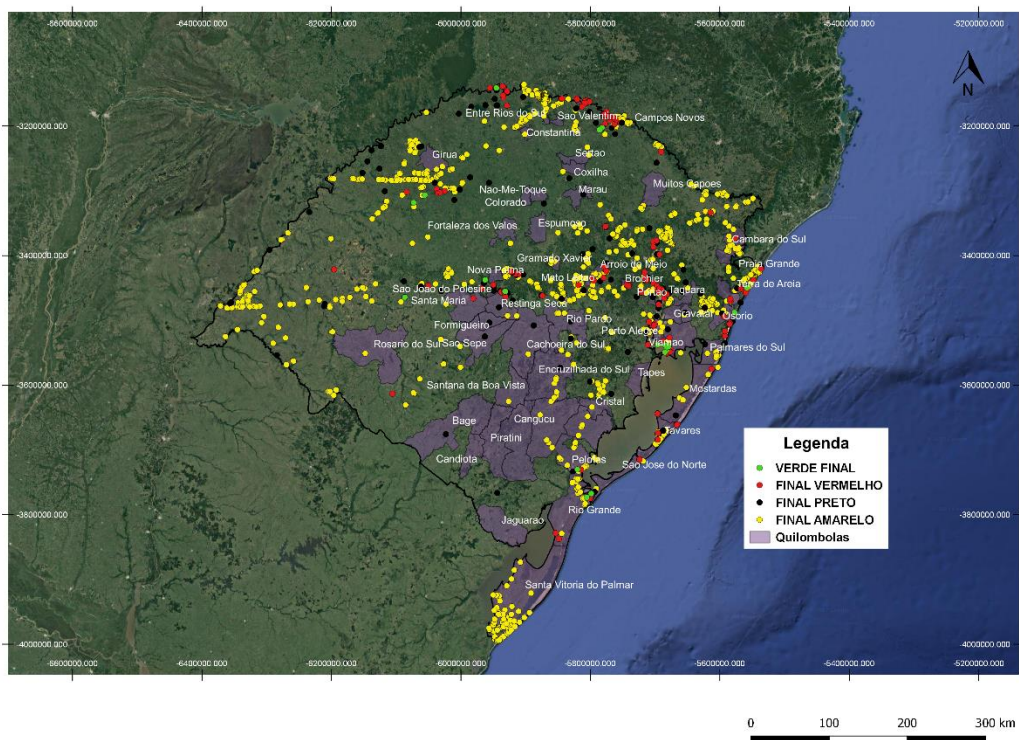 -6600000.000 -6400000.000 -6200000.000 -6000000.000 -5800000.000 -5600000.000 -5400000.000 -5200000.000
N
-3200000.000 -3200000.000
Entre Rios do Sul
Sao Valentim
Campos Novos
Constantina
Girua
Sertao
Coxilha
Muitos Capoes
Nao-Me-Toque
Marau
Colorado
Fortaleza dos Valos
Espumoso
Cambara do Sul
-3400000.000 -3400000.000
Gramado Xavier
Arroio do Meio
Praia Grande
Nova Palma
Mato Leitao
Brochier
Terra de Areia
Sao Joao do Polesine
Portao
Taquara
Santa Maria
Restinga Seca
Gravatai
Osorio
Formigueiro
Rio Pardo
Porto Alegre
Rosario do Sul
Sao Sepe
Cachoeira do Sul
Viamao
Palmares do Sul
Encruzilhada do Sul
Tapes
-3600000.000 -3600000.000
Santana da Boa Vista
Mostardas
Cristal
Bage
Cangucu
Tavares
Piratini
Candiota
Pelotas
Sao Jose do Norte
Legenda
VERDE FINAL
FINAL VERMELHO
FINAL PRETO
FINAL AMARELO
Quilombolas
Rio Grande
-3800000.000 -3800000.000
Jaguarao
Santa Vitoria do Palmar
-4000000.000 -4000000.000
-6600000.000 -6400000.000 -6200000.000 -6000000.000 -5800000.000 -5600000.000 -5400000.000 -5200000.000
0 100 200 300 km